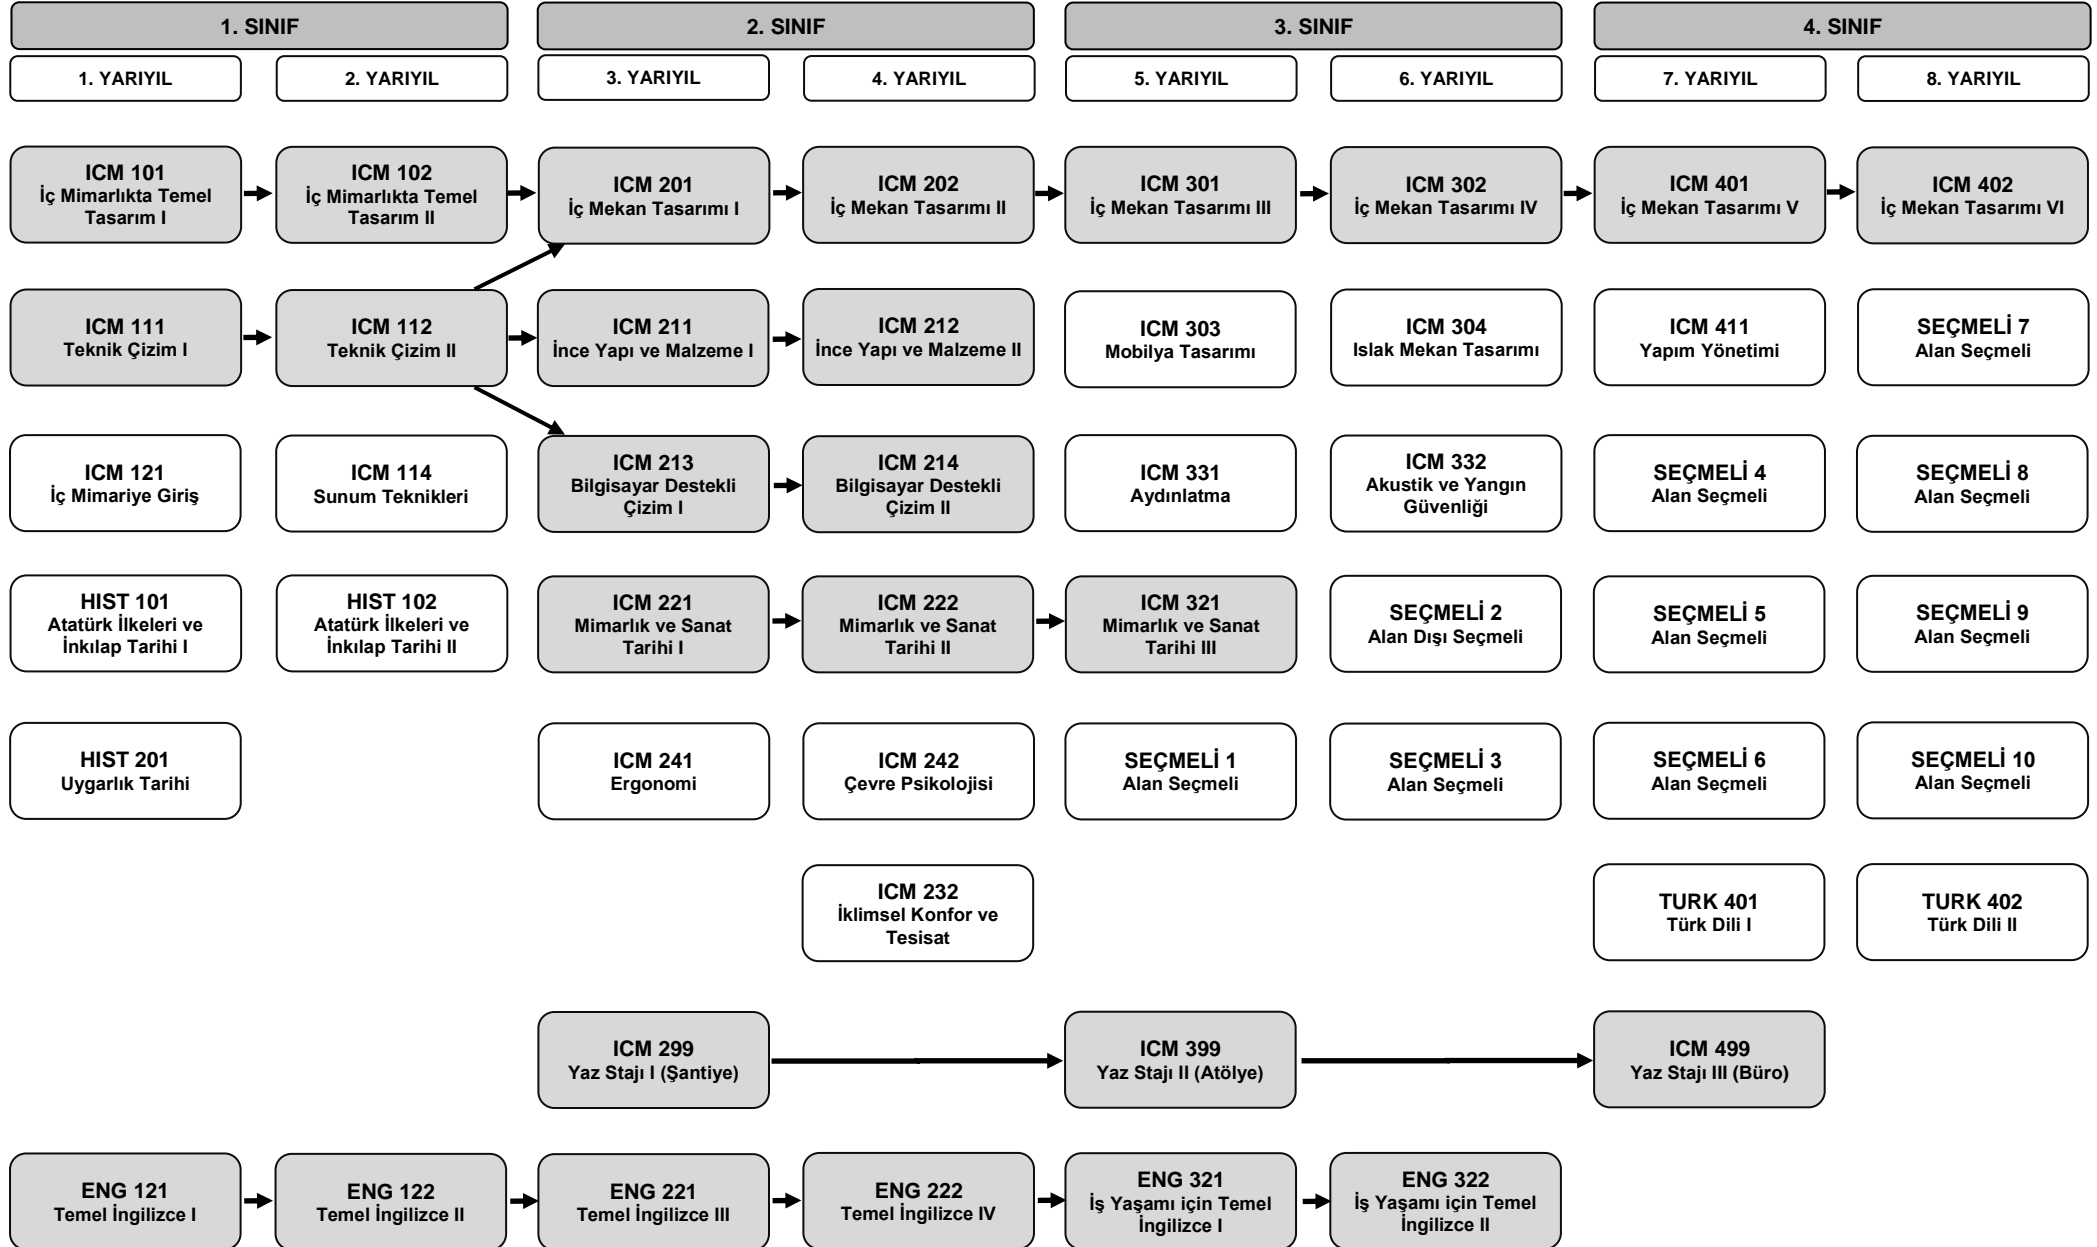 1. SINIF
2. SINIF
3. SINIF
4. SINIF
1. YARIYIL
2. YARIYIL
3. YARIYIL
4. YARIYIL
5. YARIYIL
6. YARIYIL
7. YARIYIL
8. YARIYIL
ICM 101
İç Mimarlıkta Temel
Tasarım I
ICM 102
İç Mimarlıkta Temel
Tasarım II
ICM 201
İç Mekan Tasarımı I
ICM 202
İç Mekan Tasarımı II
ICM 301
İç Mekan Tasarımı III
ICM 302
İç Mekan Tasarımı IV
ICM 401
İç Mekan Tasarımı V
ICM 402
İç Mekan Tasarımı VI
ICM 111
Teknik Çizim I
ICM 112
Teknik Çizim II
ICM 211
İnce Yapı ve Malzeme I
ICM 212
İnce Yapı ve Malzeme II
ICM 303
Mobilya Tasarımı
ICM 304
Islak Mekan Tasarımı
ICM 411
Yapım Yönetimi
SEÇMELİ 7
Alan Seçmeli
ICM 121
İç Mimariye Giriş
ICM 114
Sunum Teknikleri
ICM 213
Bilgisayar Destekli
Çizim I
ICM 214
Bilgisayar Destekli
Çizim II
ICM 331
Aydınlatma
ICM 332
Akustik ve Yangın
Güvenliği
SEÇMELİ 4
Alan Seçmeli
SEÇMELİ 8
Alan Seçmeli
HIST 101
Atatürk İlkeleri ve
İnkılap Tarihi I
HIST 102
Atatürk İlkeleri ve
İnkılap Tarihi II
ICM 221
Mimarlık ve Sanat
Tarihi I
ICM 222
Mimarlık ve Sanat
Tarihi II
ICM 321
Mimarlık ve Sanat
Tarihi III
SEÇMELİ 2
Alan Dışı Seçmeli
SEÇMELİ 5
Alan Seçmeli
SEÇMELİ 9
Alan Seçmeli
HIST 201
Uygarlık Tarihi
ICM 241
Ergonomi
ICM 242
Çevre Psikolojisi
SEÇMELİ 1
Alan Seçmeli
SEÇMELİ 3
Alan Seçmeli
SEÇMELİ 6
Alan Seçmeli
SEÇMELİ 10
Alan Seçmeli
ICM 232
İklimsel Konfor ve
Tesisat
TURK 401
Türk Dili I
TURK 402
Türk Dili II
ICM 299
Yaz Stajı I (Şantiye)
ICM 399
Yaz Stajı II (Atölye)
ICM 499
Yaz Stajı III (Büro)
ENG 121
Temel İngilizce I
ENG 122
Temel İngilizce II
ENG 221
Temel İngilizce III
ENG 222
Temel İngilizce IV
ENG 321
İş Yaşamı için Temel
İngilizce I
ENG 322
İş Yaşamı için Temel
İngilizce II